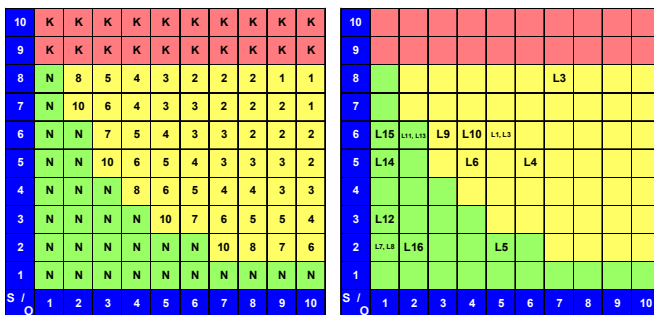 10 K K K K K K K K K K
9 K K K K K K K K K K
8 N 8 5 4 3 2 2 2 1 1
7 N 10 6 4 3 3 2 2 2 1
6 N N 7 5 4 3 3 2 2 2
5 N N 10 6 5 4 3 3 3 2
4 N N N 8 6 5 4 4 3 3
3 N N N N 10 7 6 5 5 4
2 N N N N N N 10 8 7 6
1 N N N N N N N N N N
S / O 1 2 3 4 5 6 7 8 9 10
10
9
8 L3
7
6 L15 L11, L13 L9 L10 L1, L3
5 L14 L6 L4
4
3 L12
2 L7, L8 L16 L5
1
S / O 1 2 3 4 5 6 7 8 9 10